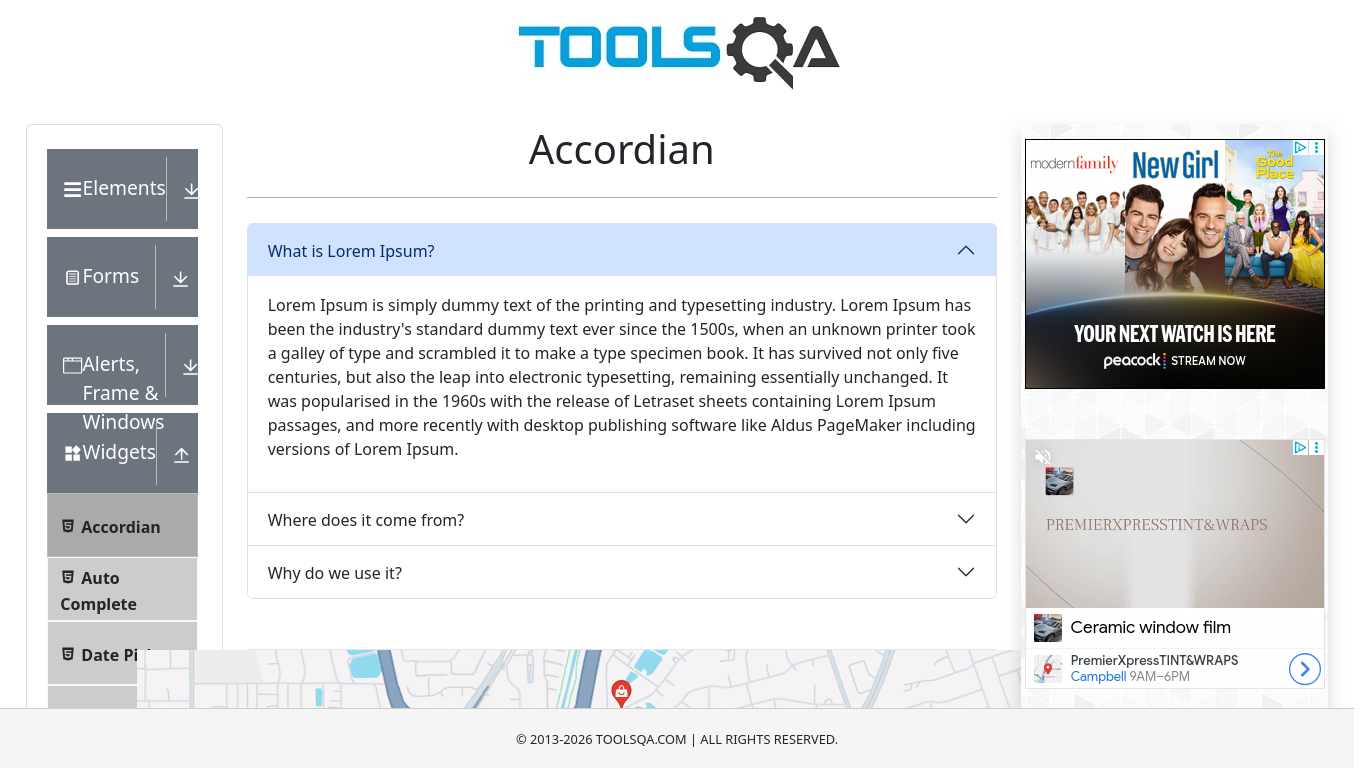 TOOLSQA
Elements
Forms
Alerts,
Frame &
Windows
Widgets
Accordian
Auto
Complete
Accordian
What is Lorem Ipsum?
Lorem Ipsum is simply dummy text of the printing and typesetting industry. Lorem Ipsum has
been the industry's standard dummy text ever since the 1500s, when an unknown printer took
a galley of type and scrambled it to make a type specimen book. It has survived not only five
centuries, but also the leap into electronic typesetting, remaining essentially unchanged. It
was popularised in the 1960s with the release of Letraset sheets containing Lorem Ipsum
passages, and more recently with desktop publishing software like Aldus PageMaker including
versions of Lorem Ipsum.
Where does it come from?
Why do we use it?
Date
modernfamily
New Girl
The
Good
Place
YOUR NEXT WATCH IS HERE
peacock STREAM NOW
PREMIERXPRESSTINT&WRAPS
Ceramic window film
PremierXpressTINT&WRAPS
Campbell 9AM–6PM
© 2013-2026 TOOLSQA.COM | ALL RIGHTS RESERVED.